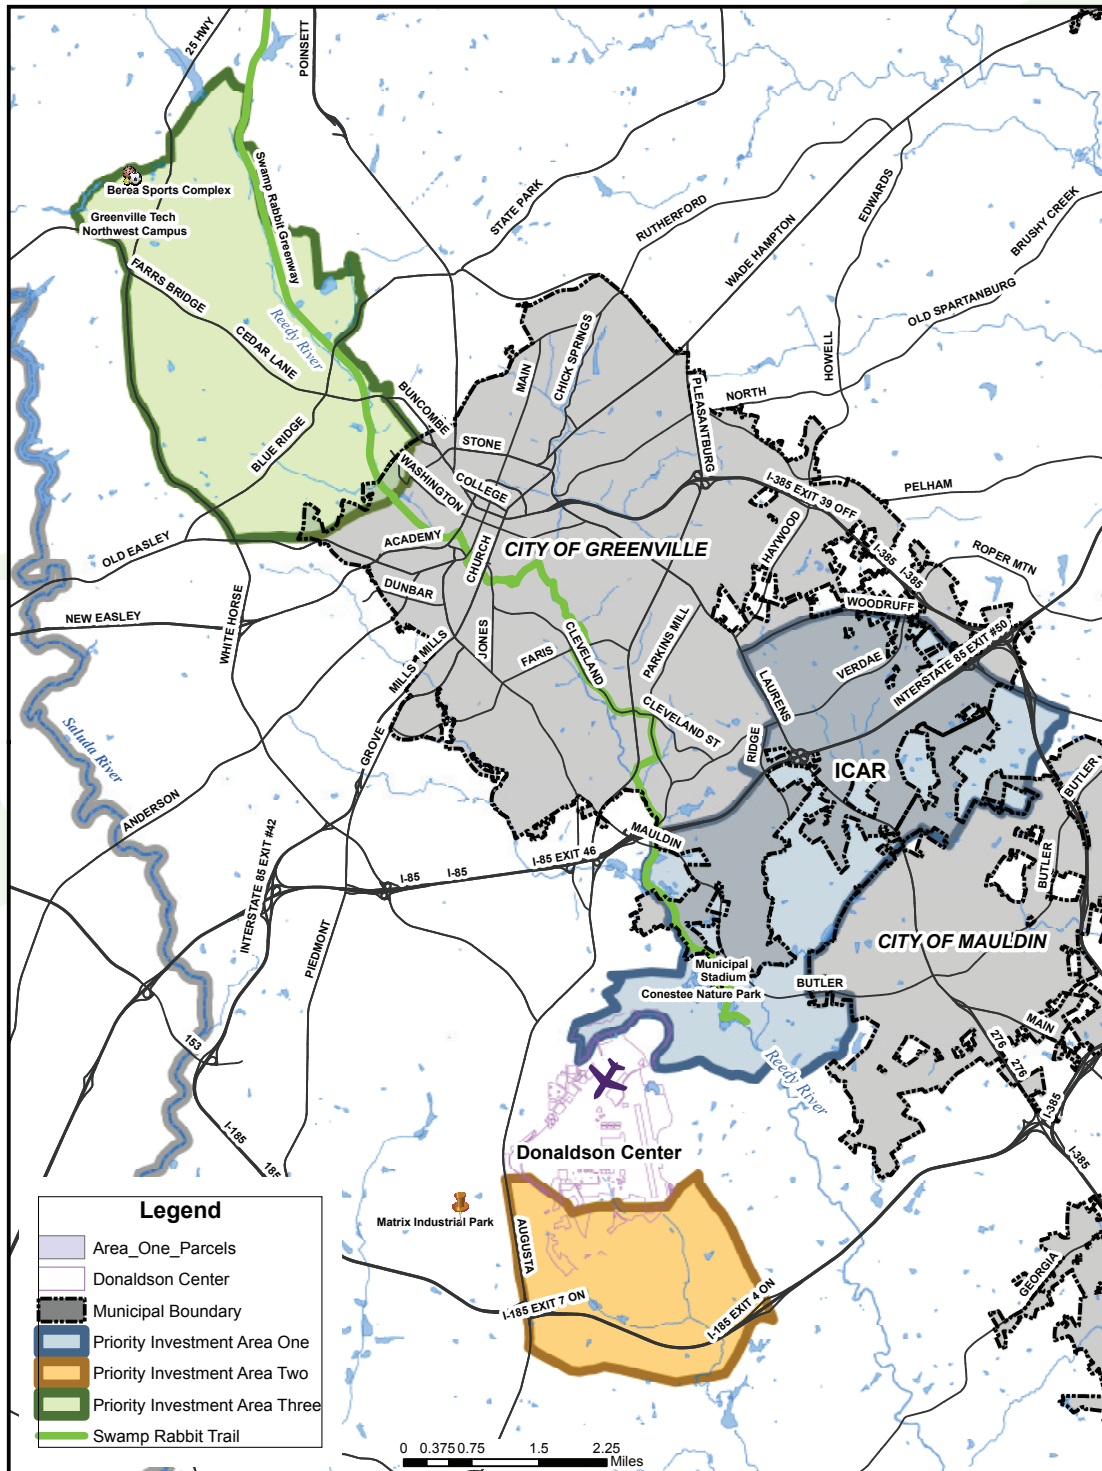 25 HWY
POINSETT
Swamp Rabbit Greenway
Berea Sports Complex
Greenville Tech
Northwest Campus
STATE PARK
RUTHERFORD
WADE HAMPTON
EDWARDS
BRUSHY CREEK
OLD SPARTANBURG
HOWELL
FARRS BRIDGE
CEDAR LANE
Reedy River
BUNCOMBE
MAIN
CHICK SPRINGS
PLEASANTBURG
NORTH
BLUE RIDGE
STONE
WASHINGTON
COLLEGE
I-385 EXIT 39 OFF
PELHAM
HAYWOOD
I-385
I-385
ROPER MTN
OLD EASLEY
ACADEMY
CHURCH
CITY OF GREENVILLE
DUNBAR
WOODRUFF
NEW EASLEY
WHITE HORSE
MILLS
MILLS
JONES
FARIS
CLEVELAND
PARKINS MILL
VERDAE
INTERSTATE 85 EXIT #50
LAURENS
CLEVELAND ST
RIDGE
ICAR
Saluda River
GROVE
ANDERSON
MAULDIN
BUTLER
BUTLER
INTERSTATE 85 EXIT #42
I-85
I-85
I-85 EXIT 46
PIEDMONT
CITY OF MAULDIN
Municipal
Stadium
Conestee Nature Park
BUTLER
MAIN
276
276
153
Reedy River
I-385
I-385
I-185
185
Donaldson Center
Matrix Industrial Park
AUGUSTA
I-185 EXIT 7 ON
I-185 EXIT 4 ON
GEORGIA
Legend
Area_One_Parcels
Donaldson Center
Municipal Boundary
Priority Investment Area One
Priority Investment Area Two
Priority Investment Area Three
Swamp Rabbit Trail
0 0.375 0.75 1.5 2.25
Miles